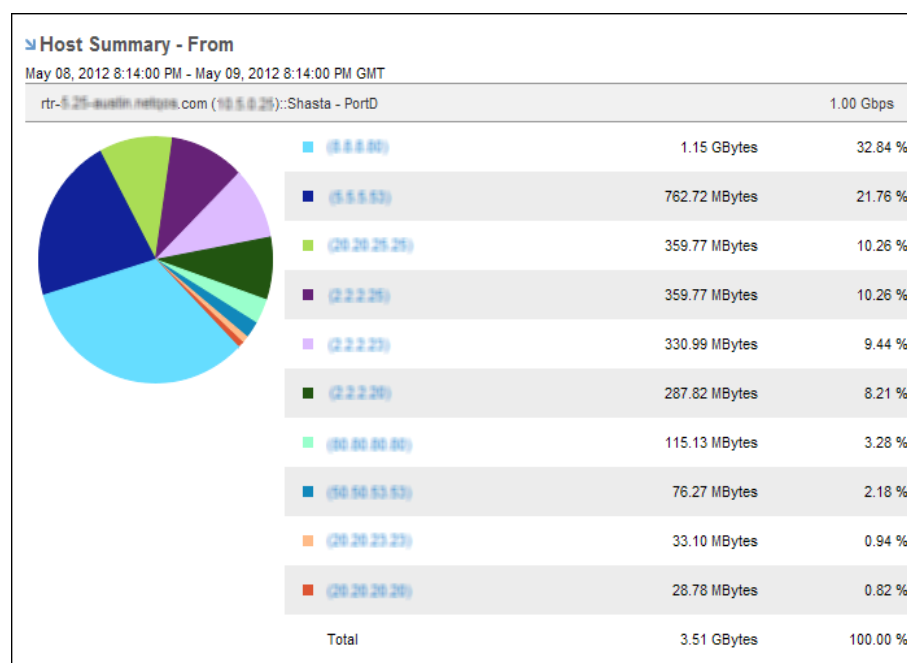 Host Summary - From
May 08, 2012 8:14:00 PM - May 09, 2012 8:14:00 PM GMT
rtr- .com ( )::Shasta - PortD 1.00 Gbps
1.15 GBytes 32.84 %
762.72 MBytes 21.76 %
359.77 MBytes 10.26 %
359.77 MBytes 10.26 %
330.99 MBytes 9.44 %
287.82 MBytes 8.21 %
115.13 MBytes 3.28 %
76.27 MBytes 2.18 %
33.10 MBytes 0.94 %
28.78 MBytes 0.82 %
Total 3.51 GBytes 100.00 %